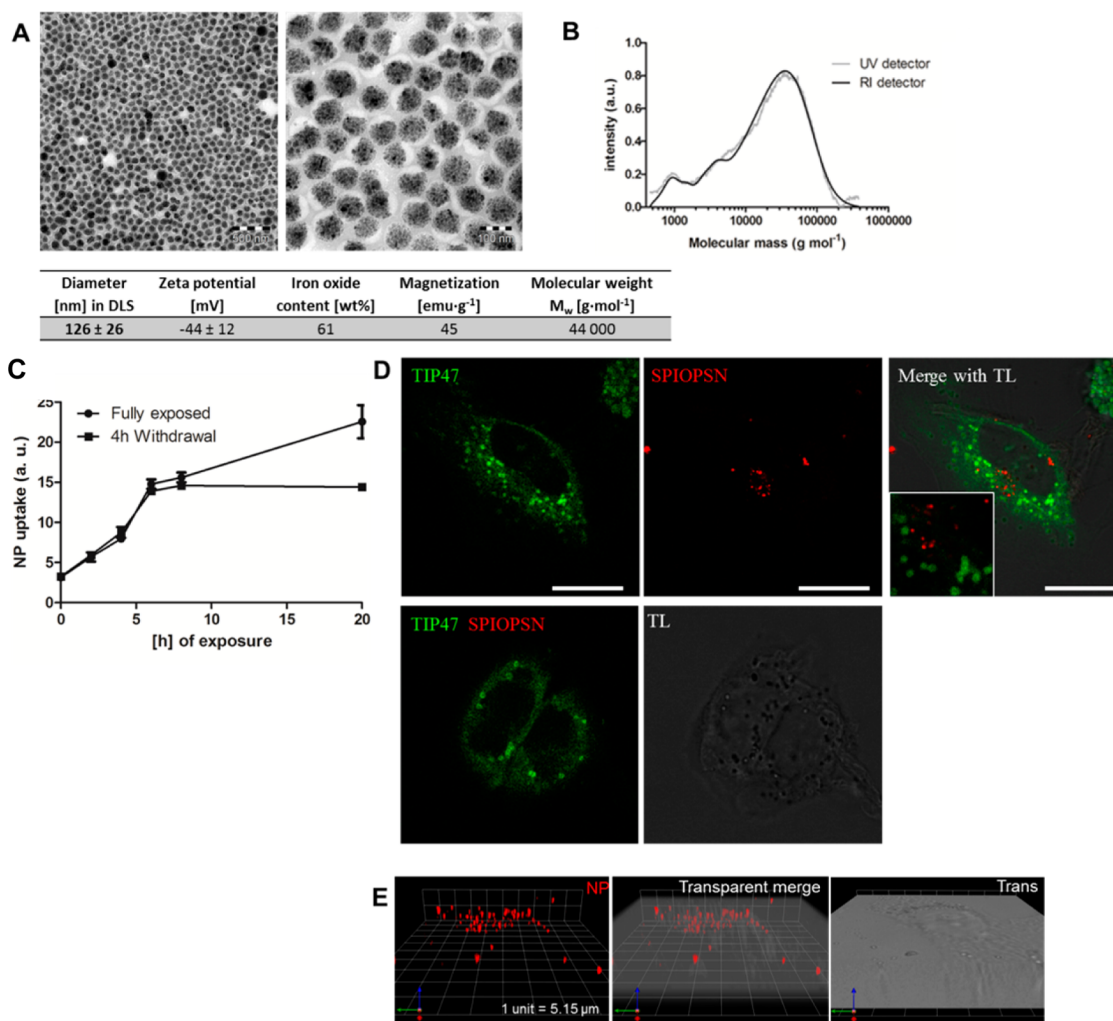 A
500 nm
100 nm
B
UV detector
RI detector
intensity (a.u.)
1.0
0.8
0.6
0.4
0.2
0.0
1000 10000 100000 1000000
Molecular mass (g mol⁻¹)
Diameter [nm] in DLS
Zeta potential [mV]
Iron oxide content [wt%]
Magnetization [emu·g⁻¹]
Molecular weight Mw [g·mol⁻¹]
126 ± 26 -44 ± 12 61 45 44 000
C
Fully exposed
4h Withdrawal
NP uptake (a. u.)
25
20
15
10
5
0
0 5 10 15 20
[h] of exposure
D
TIP47
SPIOPSN
Merge with TL
TIP47 SPIOPSN
TL
E
NP
1 unit = 5.15 µm
Transparent merge
Trans